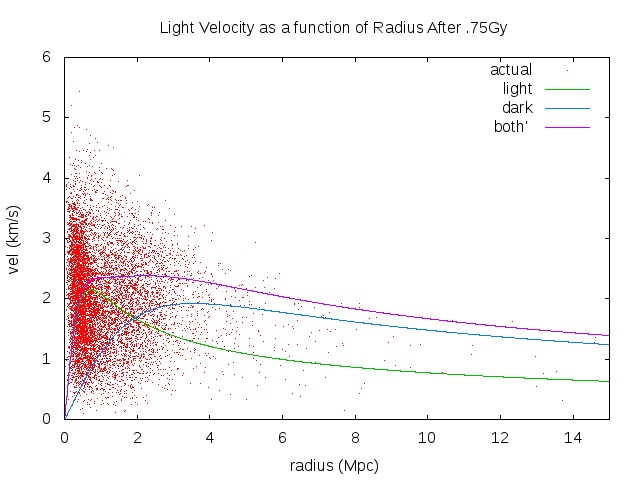 Light Velocity as a function of Radius After .75Gy
6
5
4
3
2
1
0
vel (km/s)
actual
light
dark
both'
0 2 4 6 8 10 12 14
radius (Mpc)